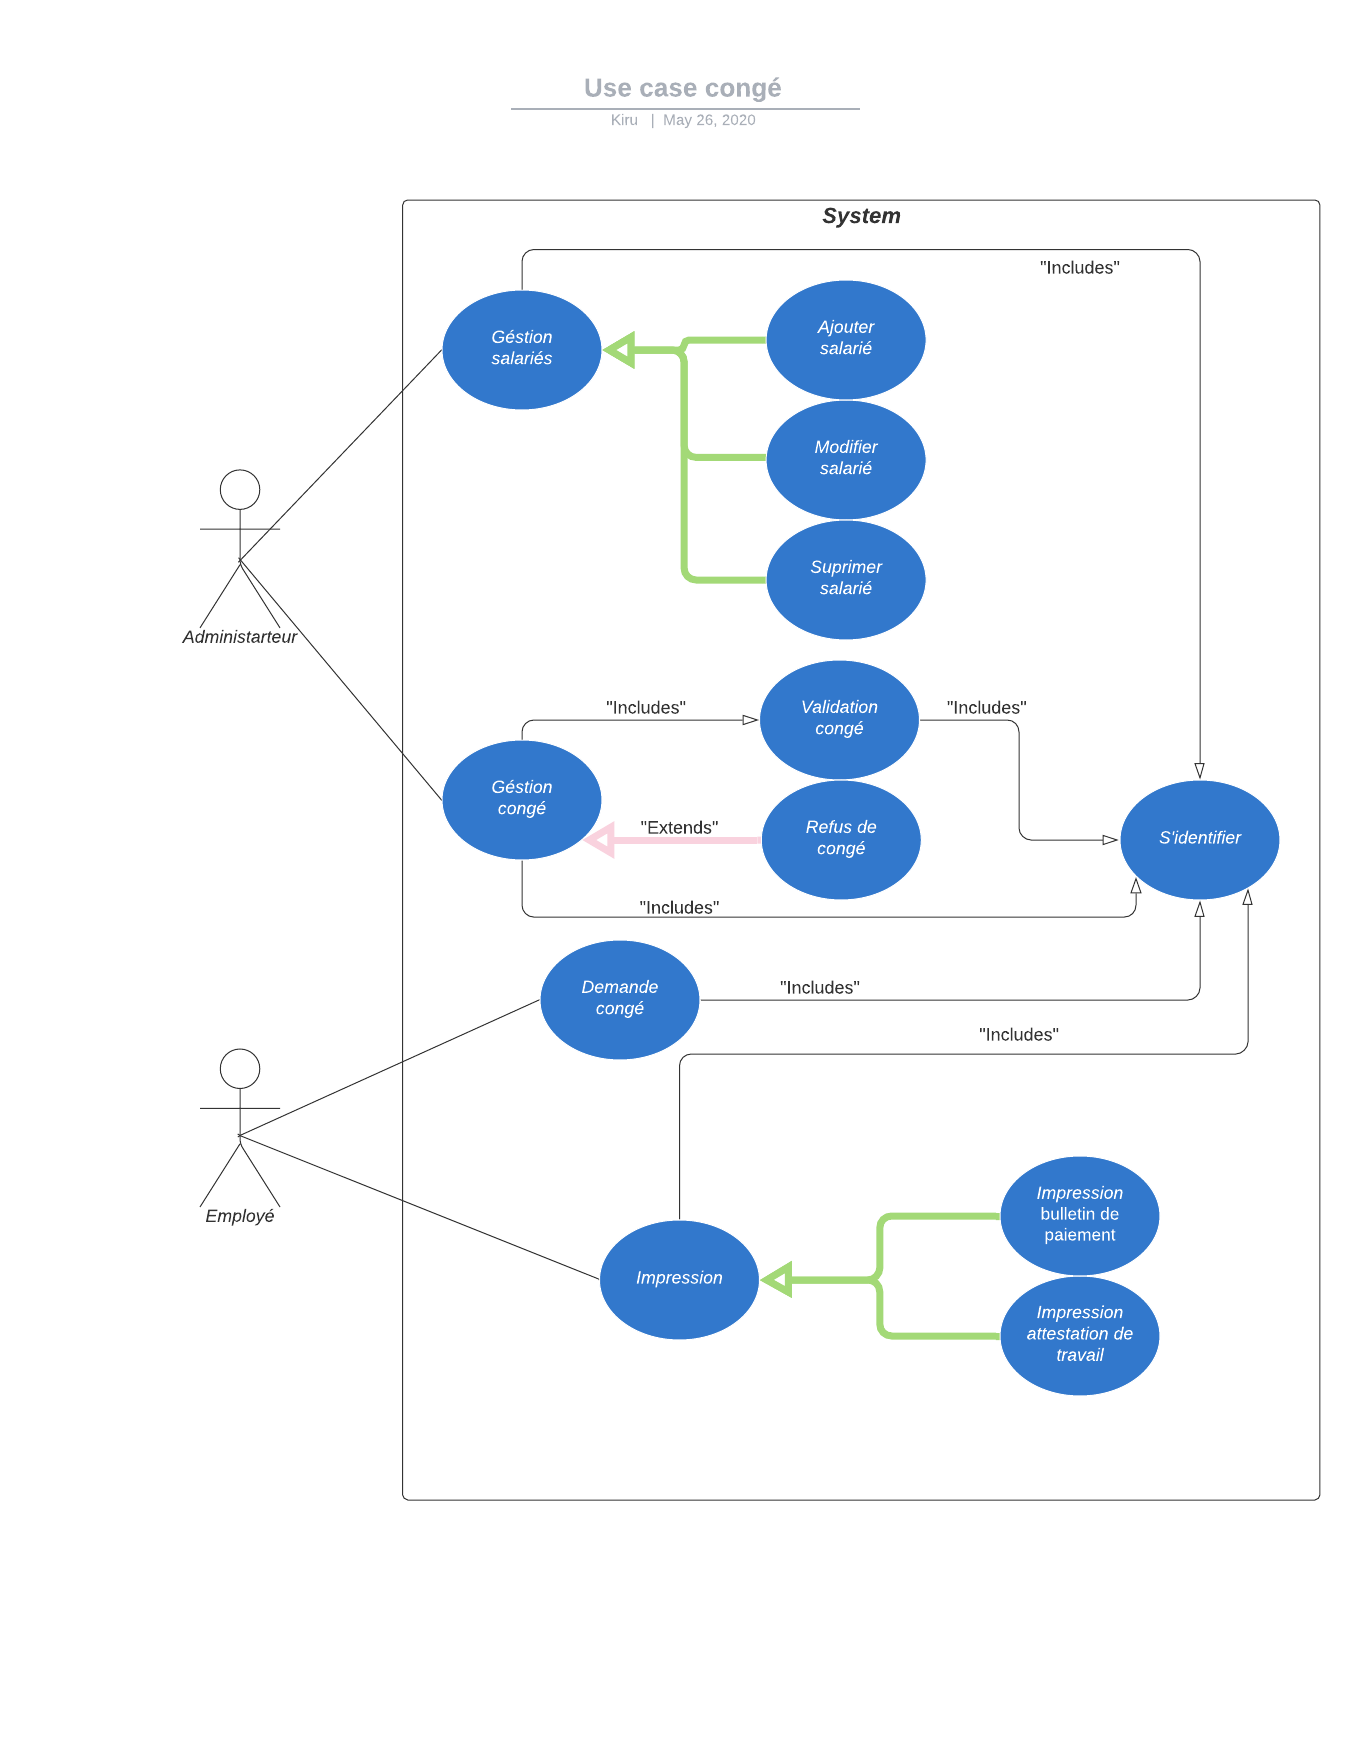 Use case congé
Kiru | May 26, 2020
System
"Includes"
Géstion
salariés
Ajouter
salarié
Modifier
salarié
Suprimer
salarié
Administarteur
"Includes"
Validation
congé
"Includes"
Géstion
congé
"Extends"
Refus de
congé
S'identifier
"Includes"
Demande
congé
"Includes"
"Includes"
Employé
Impression
bulletin de
paiement
Impression
Impression
attestation de
travail